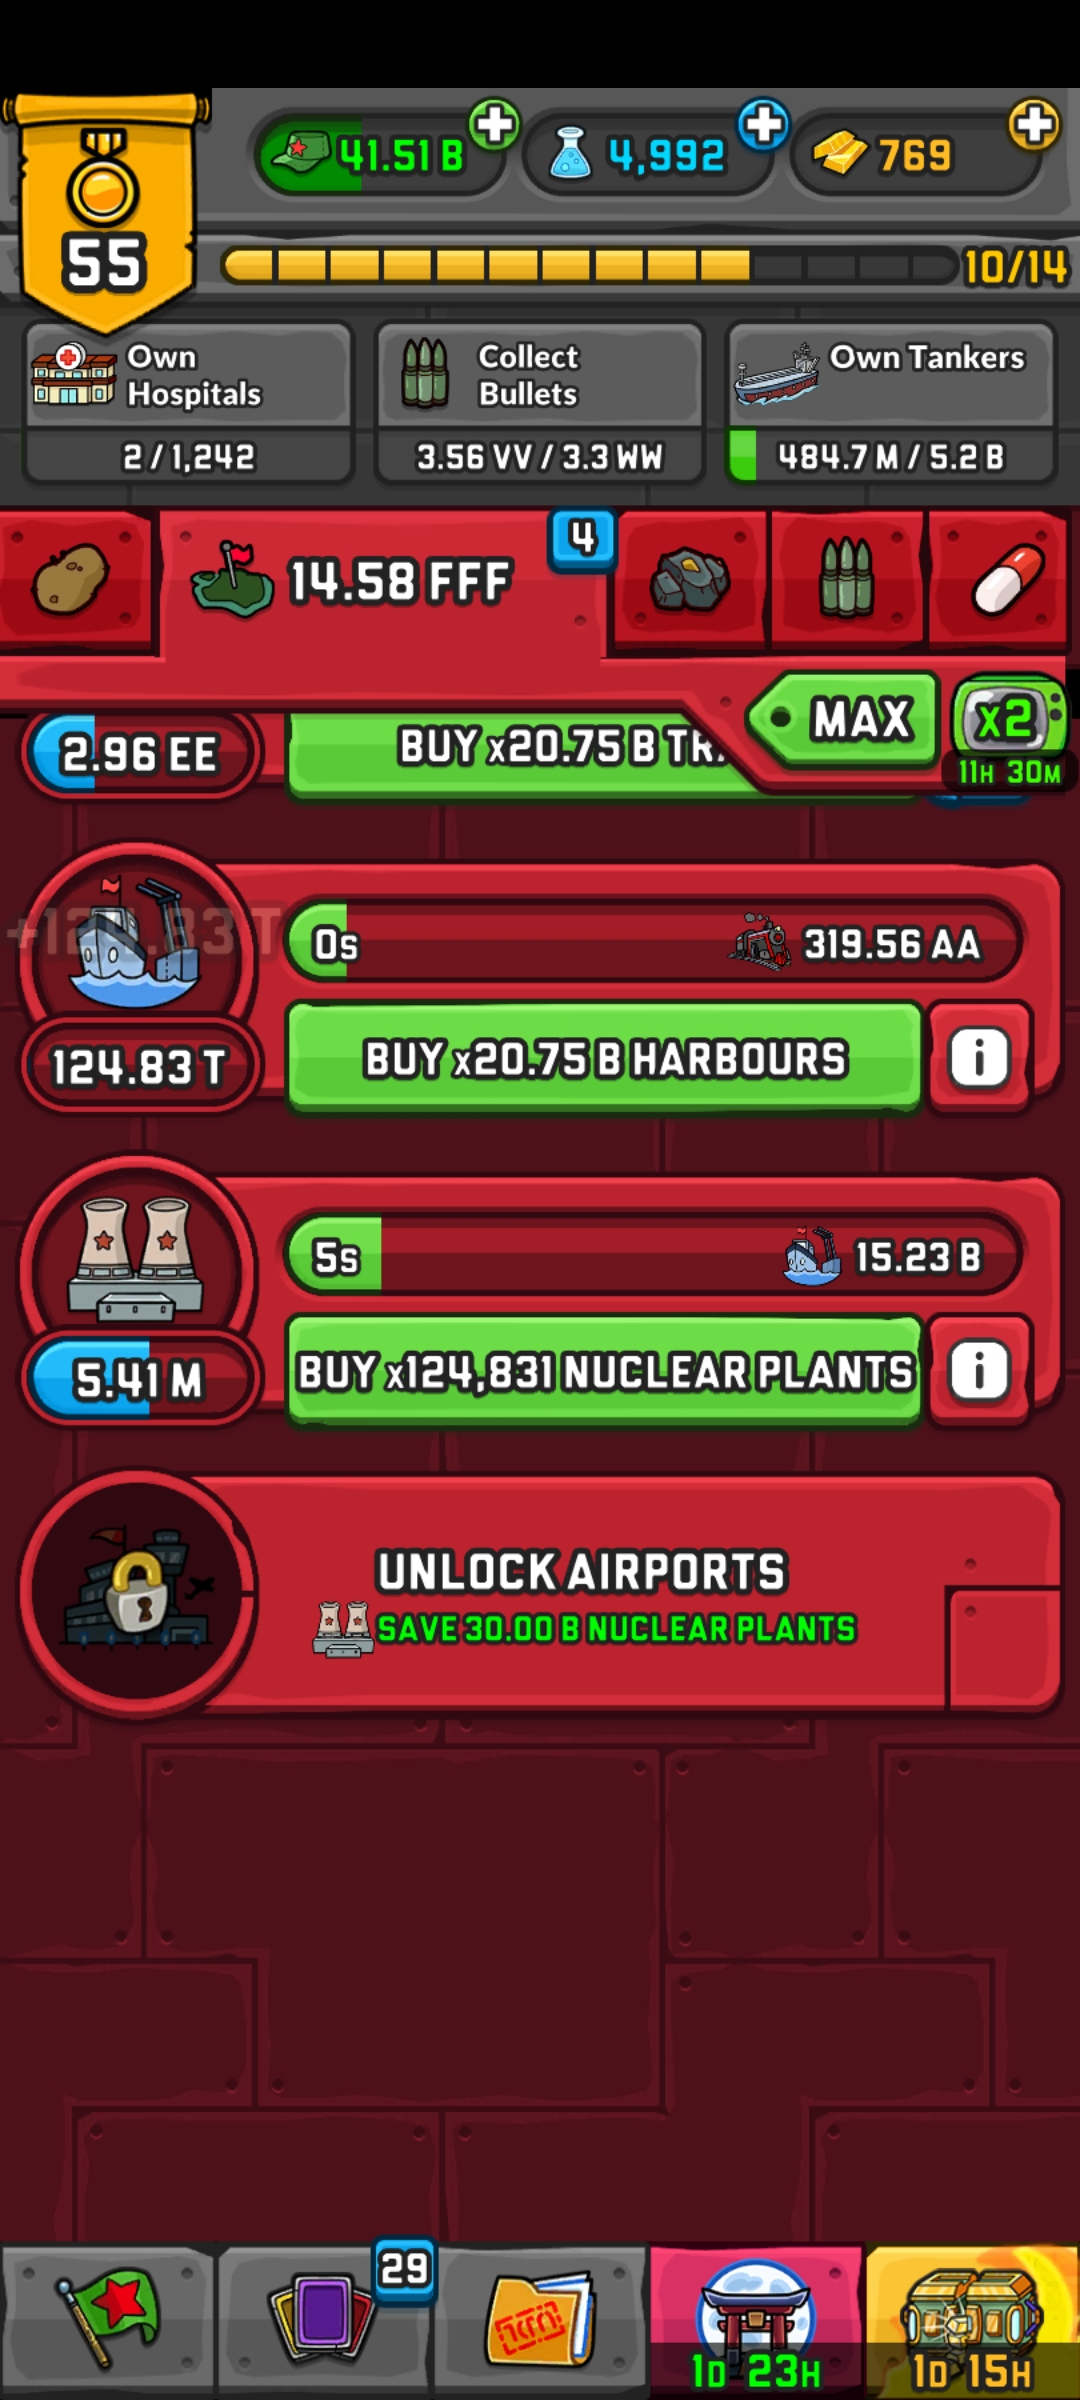 41.51 B
4,992
769
55
10/14
Own
Hospitals
2 / 1,242
Collect
Bullets
3.56 VV / 3.3 WW
Own Tankers
484.7 M / 5.2 B
14.58 FFF
4
MAX
x2
11H 30M
2.96 EE
BUY x20.75 B
+124.83 T
0s
319.56 AA
124.83 T
BUY x20.75 B HARBOURS
i
5s
15.23 B
5.41 M
BUY x124,831 NUCLEAR PLANTS
i
UNLOCK AIRPORTS
SAVE 30.00 B NUCLEAR PLANTS
29
1D 23H
1D 15H